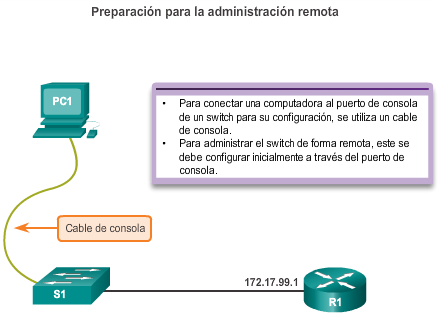 Preparación para la administración remota
PC1
• Para conectar una computadora al puerto de consola
de un switch para su configuración, se utiliza un cable
de consola.
• Para administrar el switch de forma remota, este se
debe configurar inicialmente a través del puerto de
consola.
Cable de consola
S1
172.17.99.1
R1